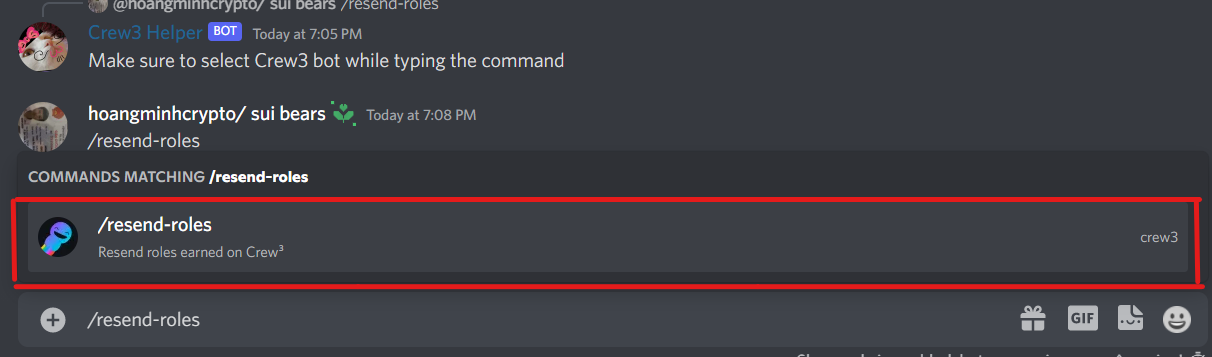 @hoangminhcrypto/ sui bears /resend-roles
Crew3 Helper BOT Today at 7:05 PM
Make sure to select Crew3 bot while typing the command
hoangminhcrypto/ sui bears Today at 7:08 PM
/resend-roles
COMMANDS MATCHING /resend-roles
/resend-roles
Resend roles earned on Crew³
crew3
/resend-roles
GIF